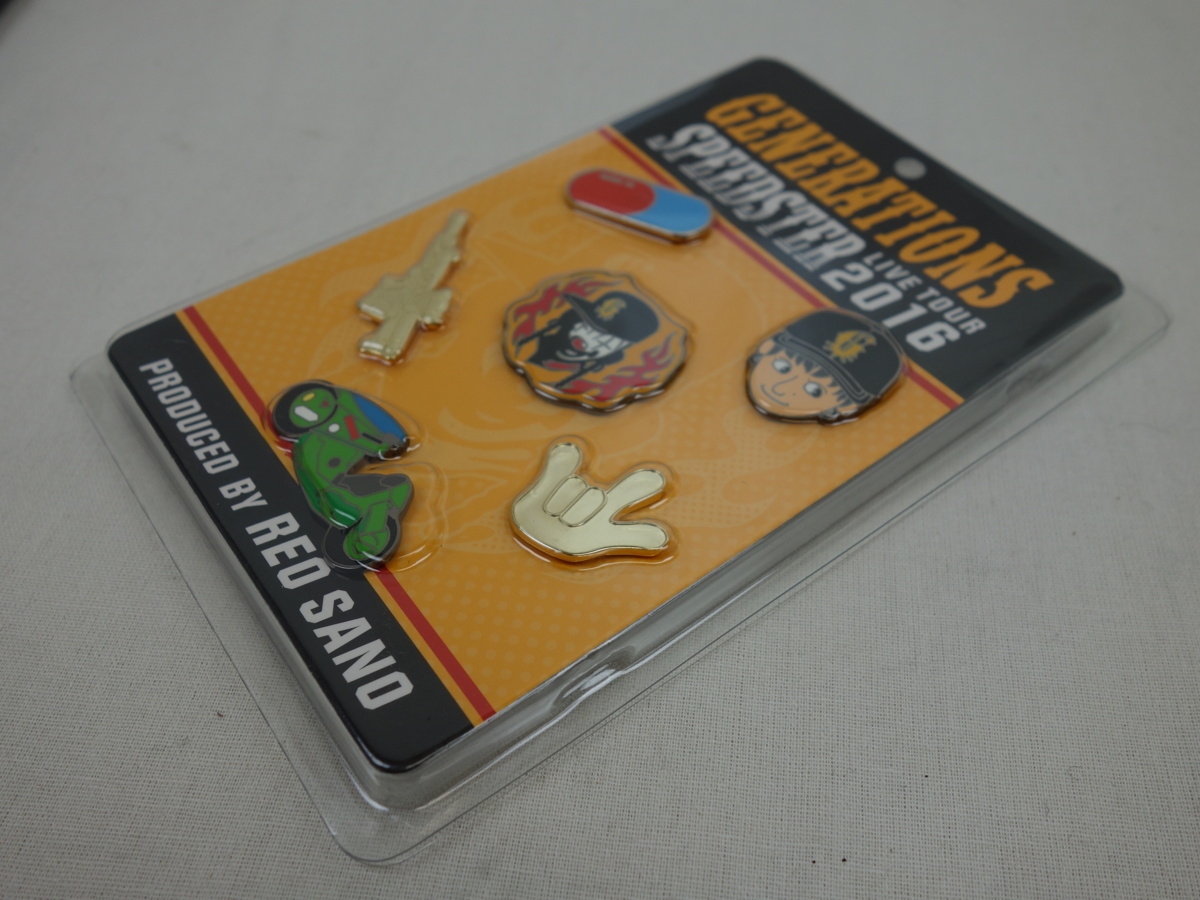 GENERATIONS
SPEEDSTER
LIVE TOUR
2016
PRODUCED BY REO SANO